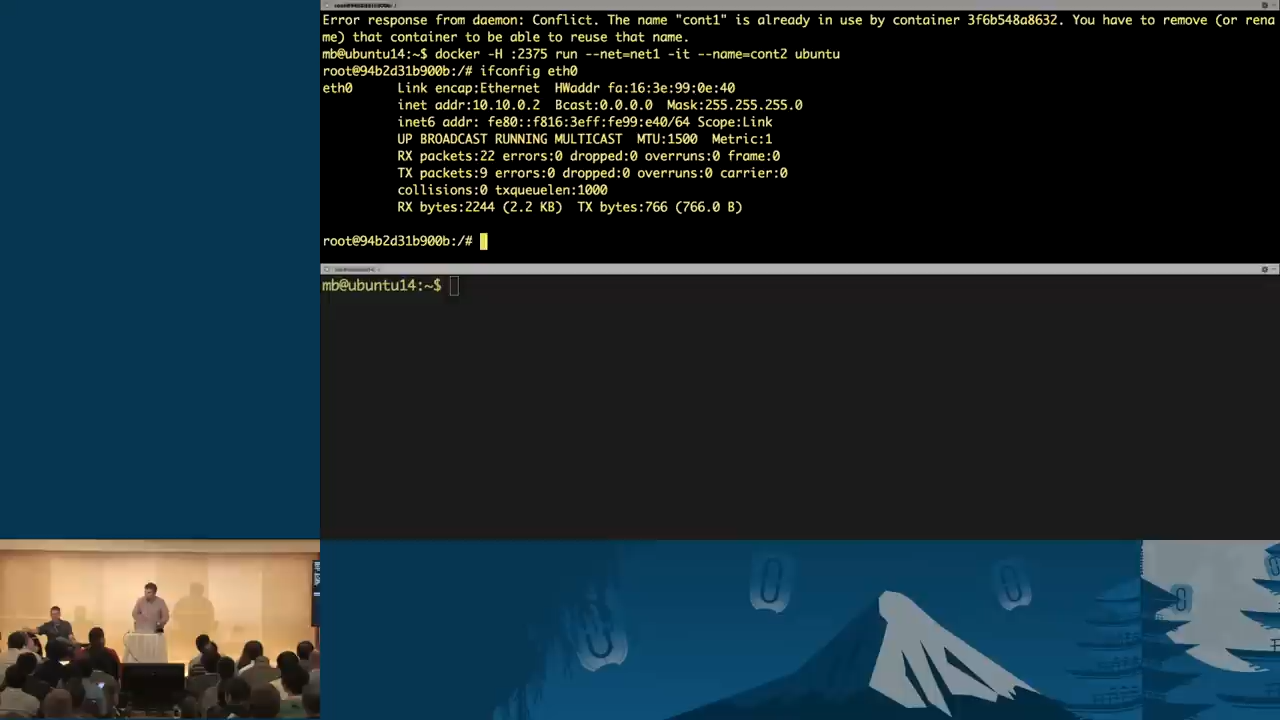 Error response from daemon: Conflict. The name "cont1" is already in use by container 3f6b548a8632. You have to remove (or rena
me) that container to be able to reuse that name.
mb@ubuntu14:~$ docker -H :2375 run --net=net1 -it --name=cont2 ubuntu
root@94b2d31b900b:/# ifconfig eth0
eth0      Link encap:Ethernet  HWaddr fa:16:3e:99:0e:40
          inet addr:10.10.0.2  Bcast:0.0.0.0  Mask:255.255.255.0
          inet6 addr: fe80::f816:3eff:fe99:e40/64 Scope:Link
          UP BROADCAST RUNNING MULTICAST  MTU:1500  Metric:1
          RX packets:22 errors:0 dropped:0 overruns:0 frame:0
          TX packets:9 errors:0 dropped:0 overruns:0 carrier:0
          collisions:0 txqueuelen:1000
          RX bytes:2244 (2.2 KB)  TX bytes:766 (766.0 B)
root@94b2d31b900b:/#
mb@ubuntu14:~$